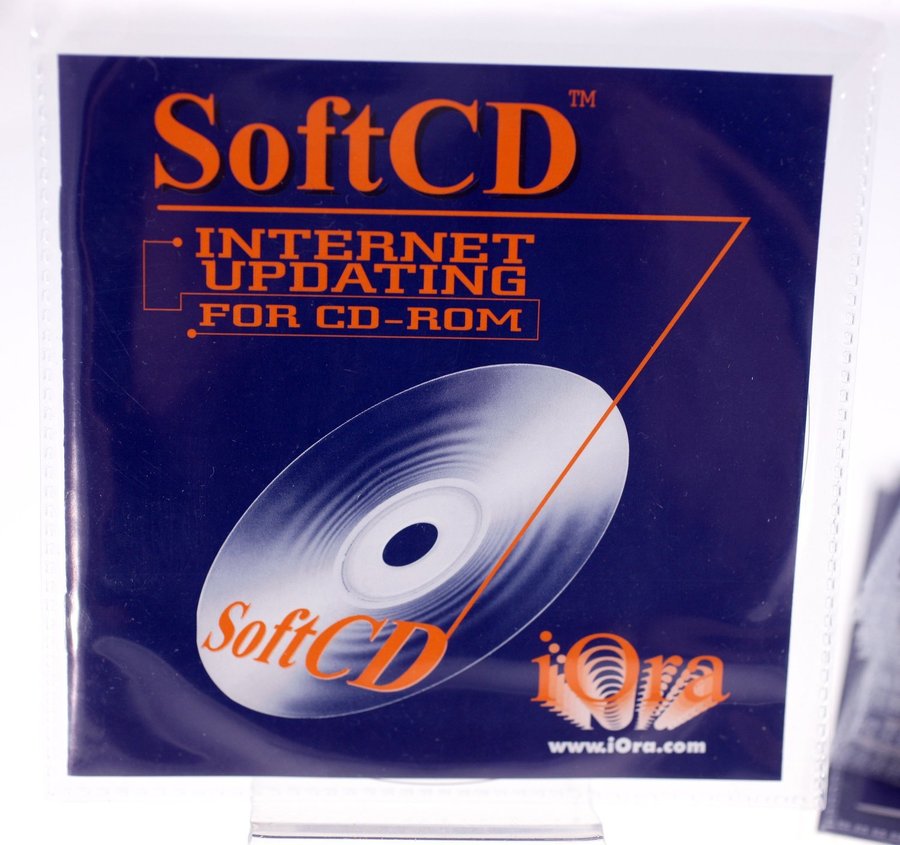 SoftCD™
INTERNET
UPDATING
FOR CD-ROM
SoftCD
iOra
www.iOra.com